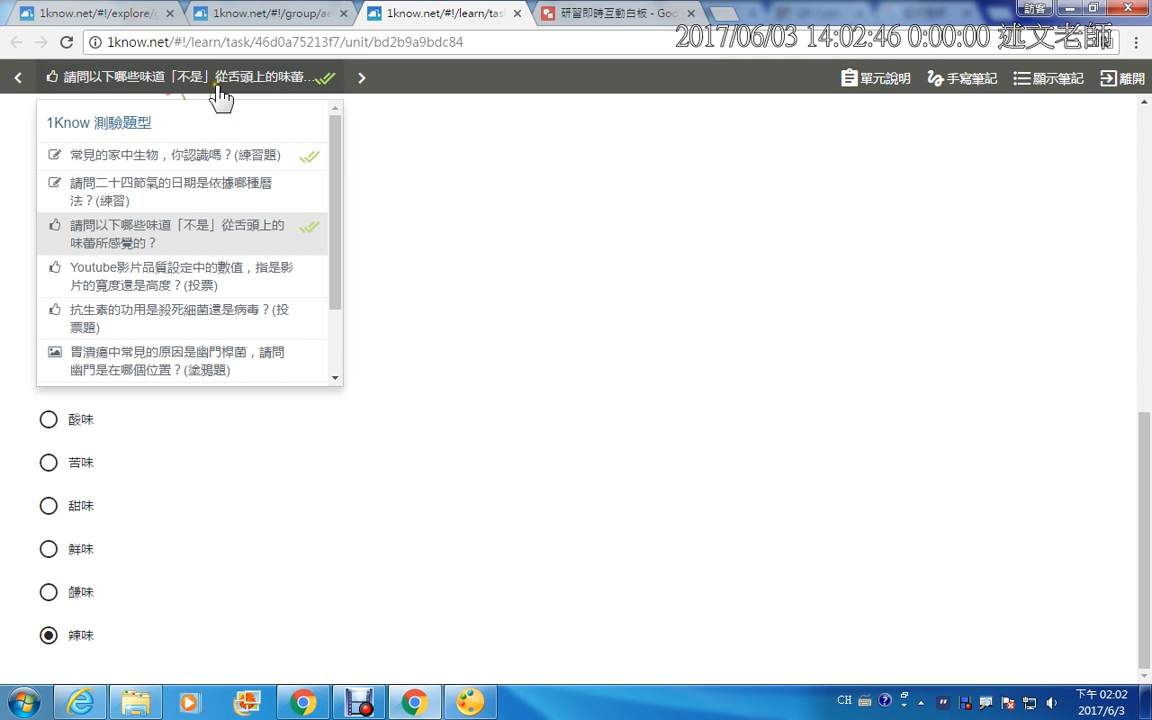 1know.net/#!/explore/g
1know.net/#!/group/ae
1know.net/#!/learn/tas
研習即時互動白板 - Goo
訪客
1know.net/#!/learn/task/46d0a75213f7/unit/bd2b9a9bdc84
2017/06/03 14:02:46 0:00:00 述文老師
請問以下哪些味道「不是」從舌頭上的味蕾...
單元說明
手寫筆記
顯示筆記
離開
1Know 測驗題型
常見的家中生物，你認識嗎？(練習題)
請問二十四節氣的日期是依據哪種曆
法？(練習)
請問以下哪些味道「不是」從舌頭上的
味蕾所感覺的？
Youtube影片品質設定中的數值，指是影
片的寬度還是高度？(投票)
抗生素的功用是殺死細菌還是病毒？(投
票題)
胃潰瘍中常見的原因是幽門桿菌，請問
幽門是在哪個位置？(塗鴉題)
酸味
苦味
甜味
鮮味
鹹味
辣味
CH
下午 02:02
2017/6/3